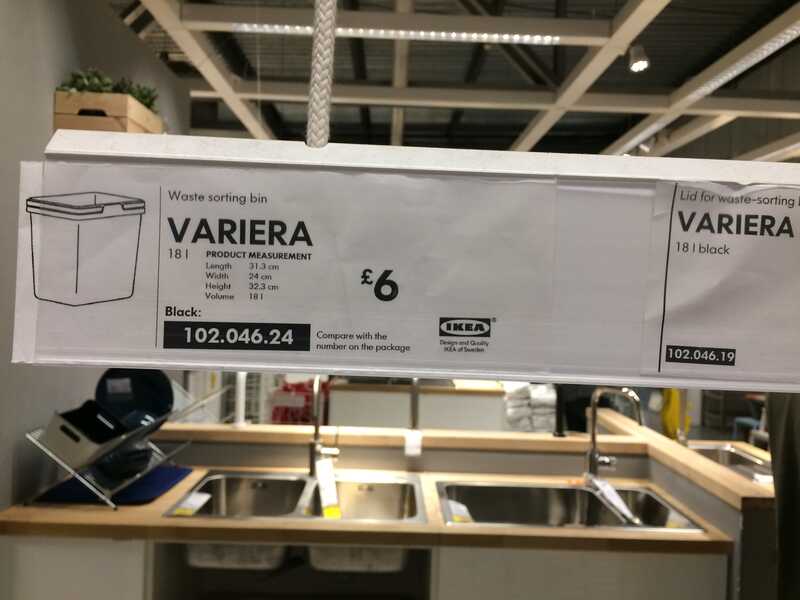 Waste sorting bin
VARIERA
18 l PRODUCT MEASUREMENT
Length 31.3 cm
Width 24 cm
Height 32.3 cm
Volume 18 l
£6
Black:
102.046.24
Compare with the
number on the package
IKEA®
Design and Quality
IKEA of Sweden
Lid for waste-sorting
VARIERA
18 l black
102.046.19